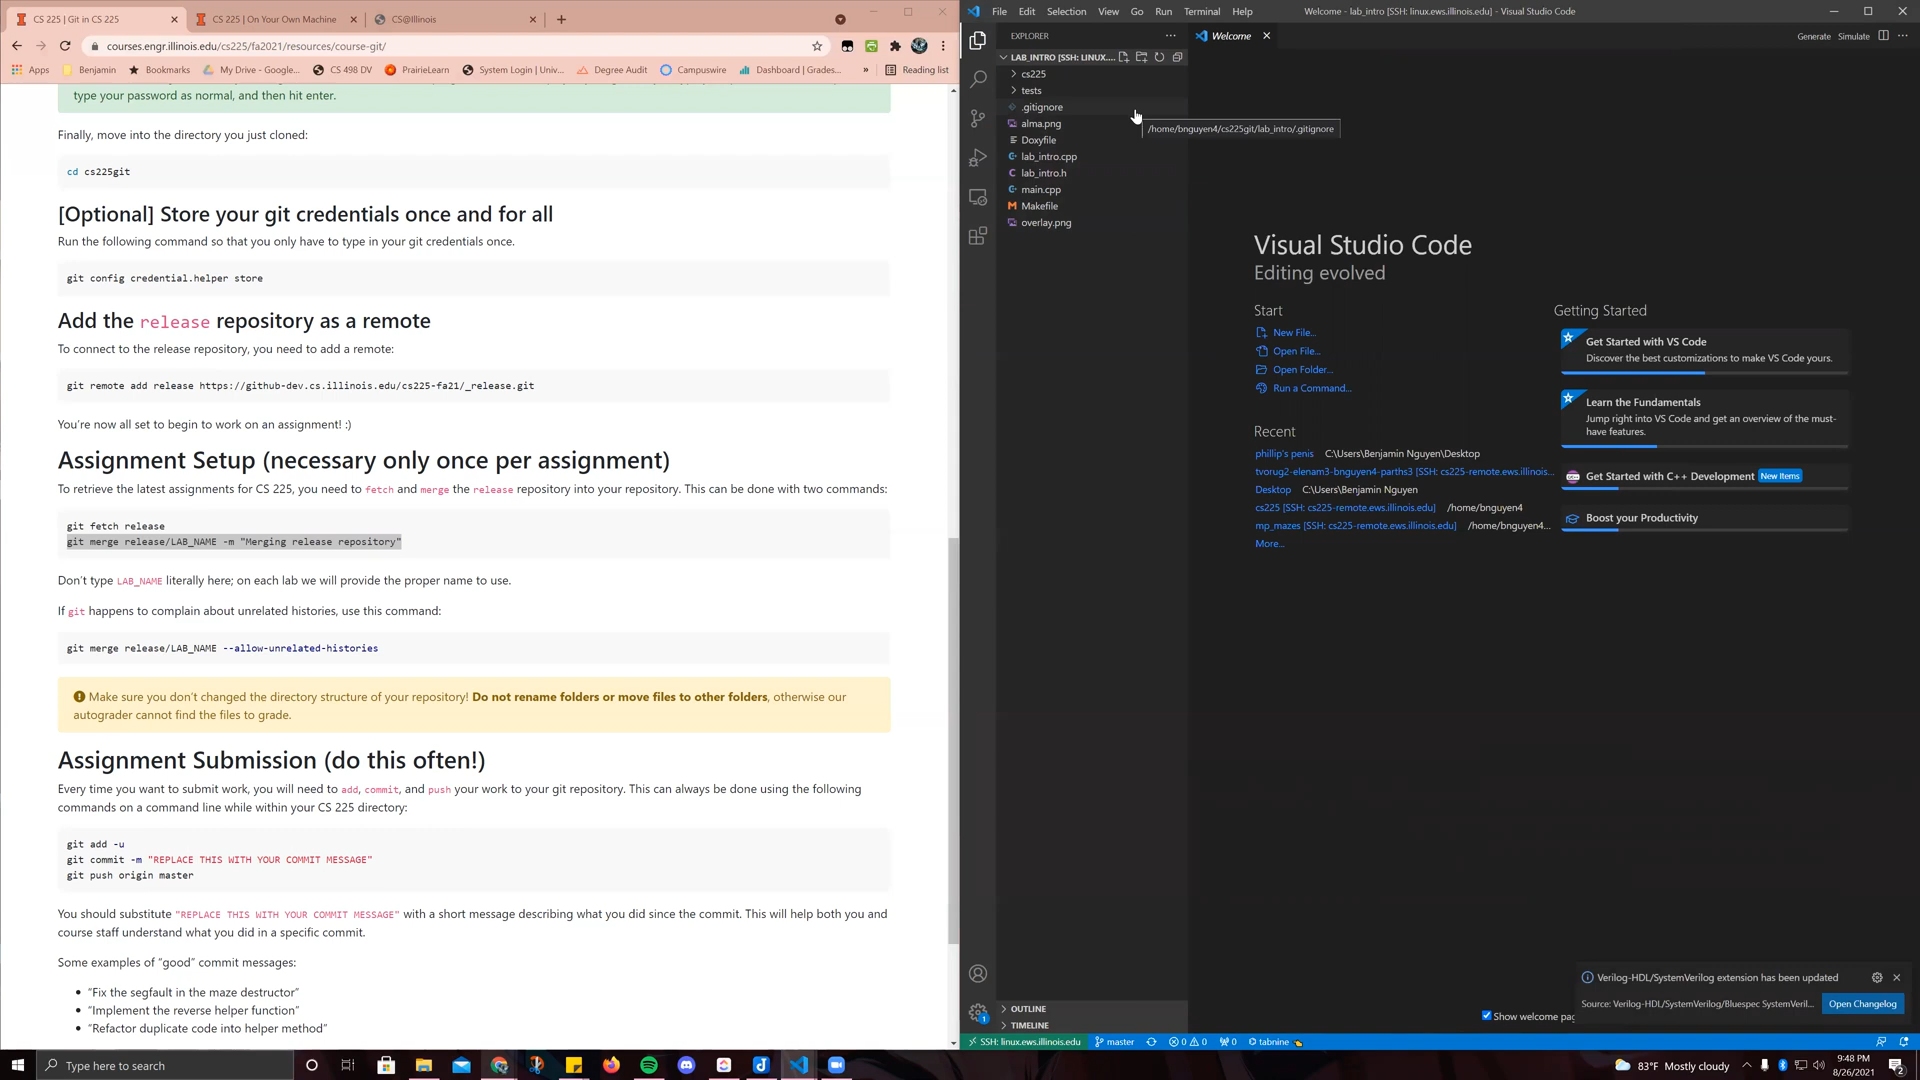 CS 225 | Git in CS 225
CS 225 | On Your Own Machine
CS@Illinois
courses.engr.illinois.edu/cs225/fa2021/resources/course-git/
Apps
Benjamin
Bookmarks
My Drive - Google...
CS 498 DV
PrairieLearn
System Login | Univ...
Degree Audit
Campuswire
Dashboard | Grades...
»
Reading list
type your password as normal, and then hit enter.
Finally, move into the directory you just cloned:
cd cs225git
[Optional] Store your git credentials once and for all
Run the following command so that you only have to type in your git credentials once.
git config credential.helper store
Add the release repository as a remote
To connect to the release repository, you need to add a remote:
git remote add release https://github-dev.cs.illinois.edu/cs225-fa21/_release.git
You're now all set to begin to work on an assignment! :)
Assignment Setup (necessary only once per assignment)
To retrieve the latest assignments for CS 225, you need to fetch and merge the release repository into your repository. This can be done with two commands:
git fetch release
git merge release/LAB_NAME -m "Merging release repository"
Don't type LAB_NAME literally here; on each lab we will provide the proper name to use.
If git happens to complain about unrelated histories, use this command:
git merge release/LAB_NAME --allow-unrelated-histories
Make sure you don't changed the directory structure of your repository! Do not rename folders or move files to other folders, otherwise our
autograder cannot find the files to grade.
Assignment Submission (do this often!)
Every time you want to submit work, you will need to add, commit, and push your work to your git repository. This can always be done using the following
commands on a command line while within your CS 225 directory:
git add -u
git commit -m "REPLACE THIS WITH YOUR COMMIT MESSAGE"
git push origin master
You should substitute "REPLACE THIS WITH YOUR COMMIT MESSAGE" with a short message describing what you did since the commit. This will help both you and
course staff understand what you did in a specific commit.
Some examples of "good" commit messages:
• "Fix the segfault in the maze destructor"
• "Implement the reverse helper function"
• "Refactor duplicate code into helper method"
File Edit Selection View Go Run Terminal Help
Welcome - lab_intro [SSH: linux.ews.illinois.edu] - Visual Studio Code
EXPLORER
Welcome
Generate Simulate
LAB_INTRO [SSH: LINUX....
cs225
tests
.gitignore
alma.png
/home/bnguyen4/cs225git/lab_intro/.gitignore
Doxyfile
lab_intro.cpp
lab_intro.h
main.cpp
Makefile
overlay.png
Visual Studio Code
Editing evolved
Start
New File...
Open File...
Open Folder...
Run a Command...
Recent
phillip's penis C:\Users\Benjamin Nguyen\Desktop
tvorug2-elenam3-bnguyen4-parths3 [SSH: cs225-remote.ews.illinois...
Desktop C:\Users\Benjamin Nguyen
cs225 [SSH: cs225-remote.ews.illinois.edu] /home/bnguyen4
mp_mazes [SSH: cs225-remote.ews.illinois.edu] /home/bnguyen4...
More...
Getting Started
Get Started with VS Code
Discover the best customizations to make VS Code yours.
Learn the Fundamentals
Jump right into VS Code and get an overview of the must-
have features.
Get Started with C++ Development New Items
Boost your Productivity
Verilog-HDL/SystemVerilog extension has been updated
Source: Verilog-HDL/SystemVerilog/Bluespec SystemVeril...
Open Changelog
Show welcome pag
OUTLINE
TIMELINE
1
SSH: linux.ews.illinois.edu
master
0 0
0
tabnine
Type here to search
83°F Mostly cloudy
9:48 PM
8/26/2021
2